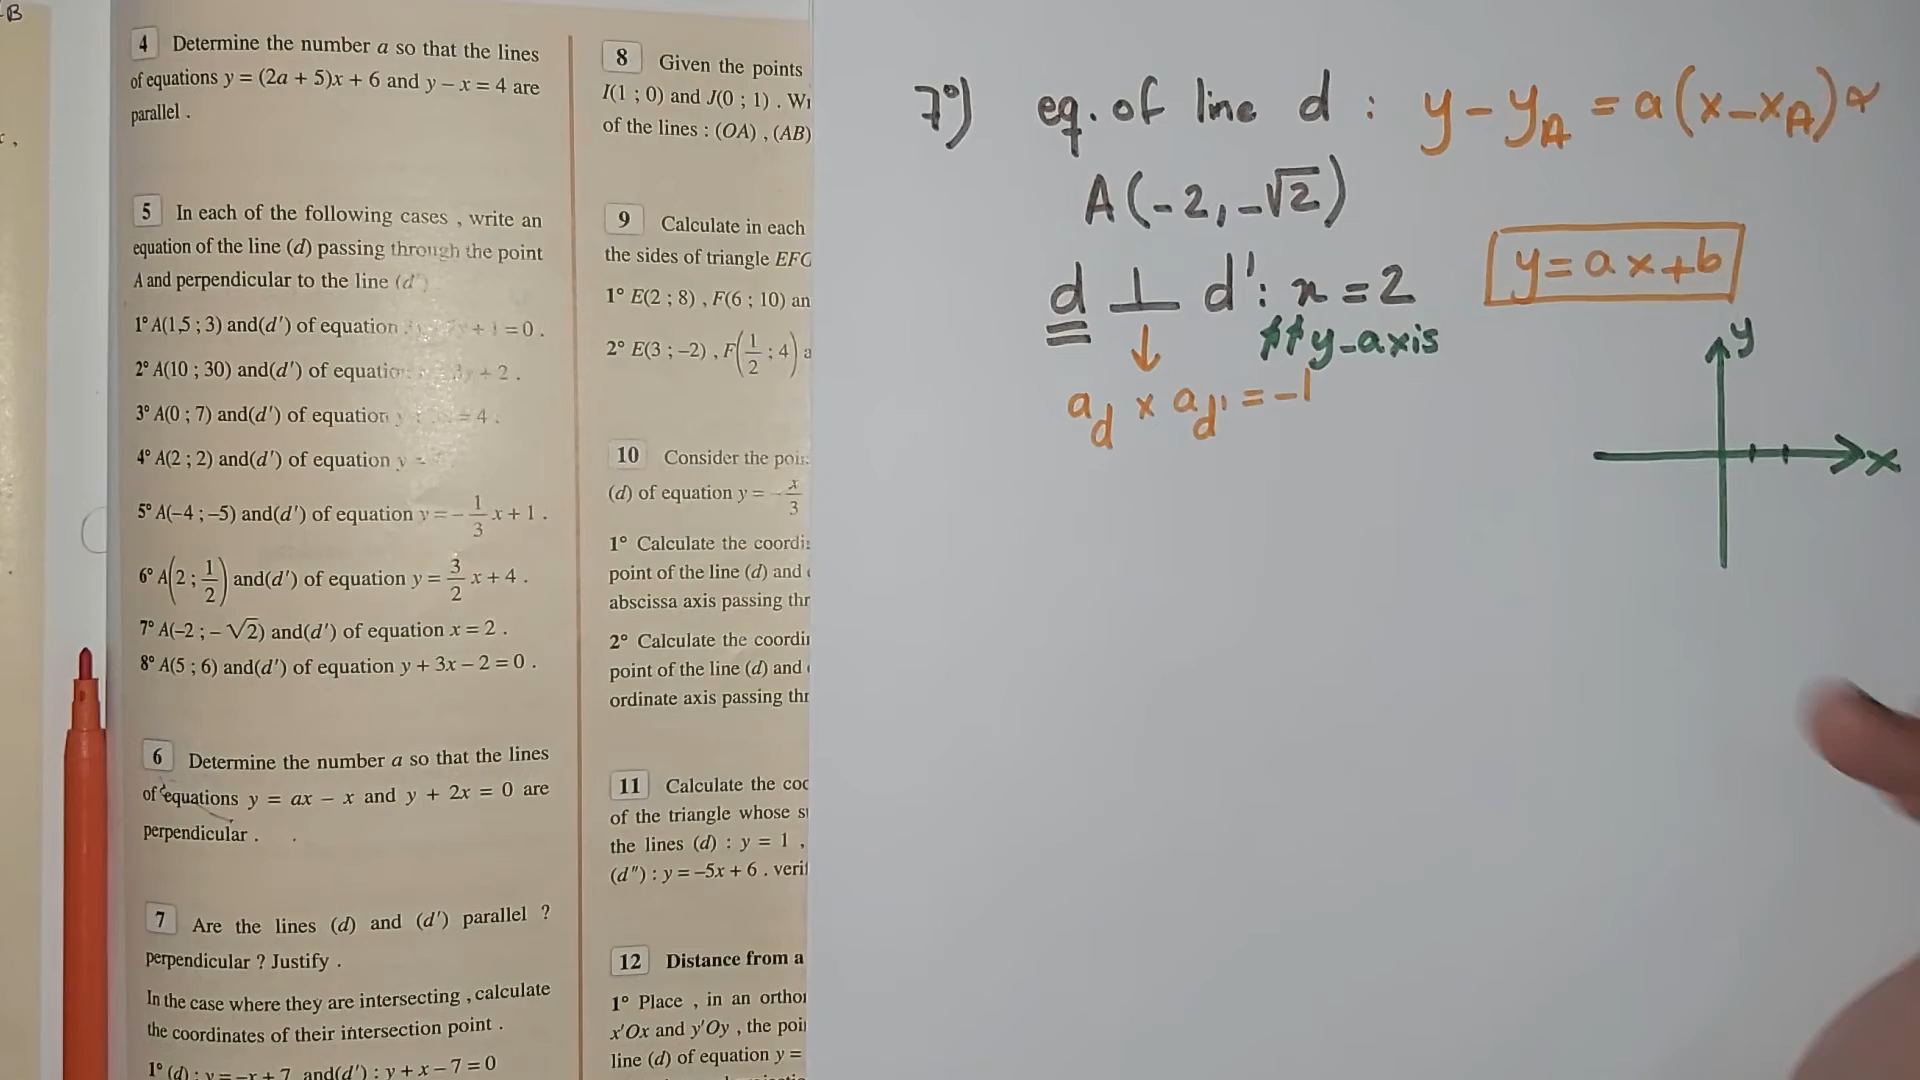 B
4 Determine the number a so that the lines
of equations y = (2a + 5)x + 6 and y – x = 4 are
parallel .
5 In each of the following cases , write an
equation of the line (d) passing through the point
A and perpendicular to the line (d')
1° A(1,5 ; 3) and(d') of equation + 1 = 0 .
2° A(10 ; 30) and(d') of equation y + 2 .
3° A(0 ; 7) and(d') of equation y = 4 .
4° A(2 ; 2) and(d') of equation y
5° A(–4 ; –5) and(d') of equation y = – 1/3 x + 1 .
6° A(2 ; 1/2) and(d') of equation y = 3/2 x + 4 .
7° A(–2 ; – √2) and(d') of equation x = 2 .
8° A(5 ; 6) and(d') of equation y + 3x – 2 = 0 .
6 Determine the number a so that the lines
of equations y = ax – x and y + 2x = 0 are
perpendicular .
7 Are the lines (d) and (d') parallel ?
perpendicular ? Justify .
In the case where they are intersecting , calculate
the coordinates of their intersection point .
1° (d) : y = –x + 7 and(d') : y + x – 7 = 0
8 Given the points
I(1 ; 0) and J(0 ; 1) .
of the lines : (OA) , (AB)
9 Calculate in each
the sides of triangle EFG
1° E(2 ; 8) , F(6 ; 10) an
2° E(3 ; –2) , F(1/2 ; 4) a
10 Consider the
(d) of equation y = – x/3
1° Calculate the
point of the line (d) and
abscissa axis passing
2° Calculate the
point of the line (d) and
ordinate axis passing
11 Calculate the
of the triangle whose
the lines (d) : y = 1 ,
(d") : y = –5x + 6 .
12 Distance from a
1° Place , in an
x'Ox and y'Oy , the
line (d) of equation y =
7°) eq. of line d : y-yA = a(x-xA)
A(-2, -√2)
d ⊥ d' : x = 2
y = ax+b
// y-axis
ad × ad' = -1
y
x